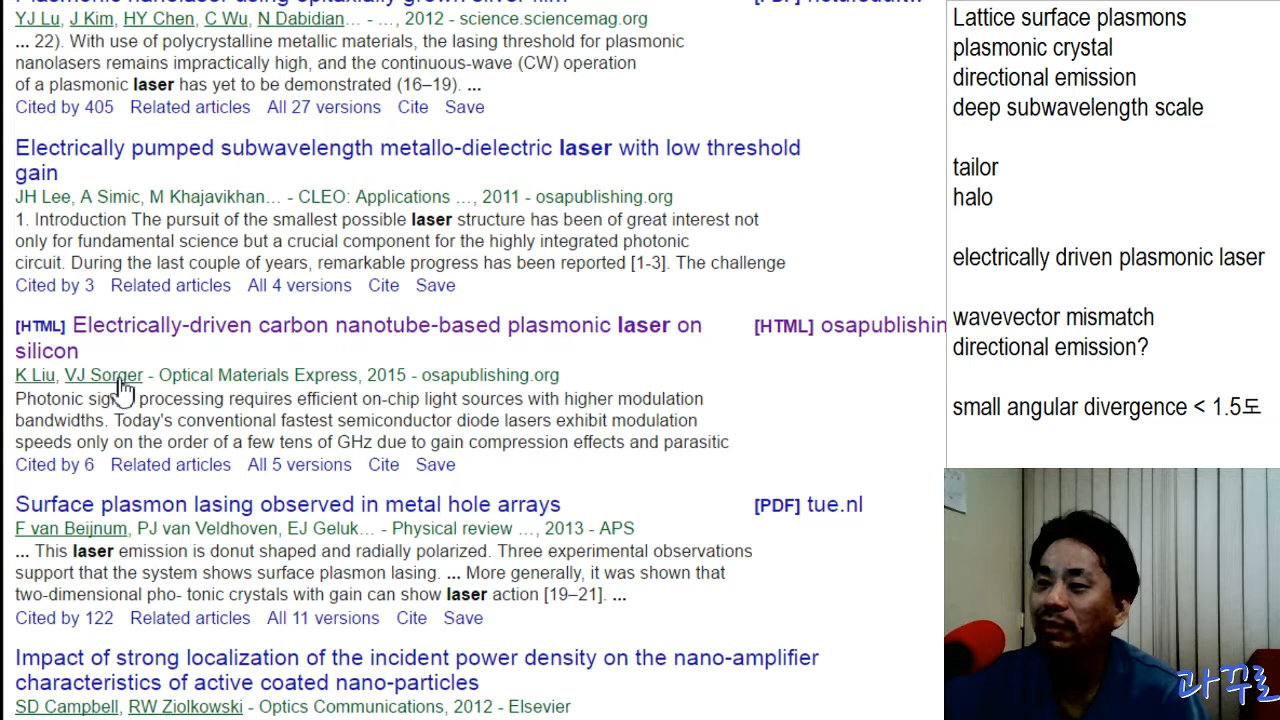 YJ Lu, J Kim, HY Chen, C Wu, N Dabidian… - …, 2012 - science.sciencemag.org
... 22). With use of polycrystalline metallic materials, the lasing threshold for plasmonic
nanolasers remains impractically high, and the continuous-wave (CW) operation
of a plasmonic laser has yet to be demonstrated (16–19). ...
Cited by 405 Related articles All 27 versions Cite Save
Electrically pumped subwavelength metallo-dielectric laser with low threshold
gain
JH Lee, A Simic, M Khajavikhan… - CLEO: Applications …, 2011 - osapublishing.org
1. Introduction The pursuit of the smallest possible laser structure has been of great interest not
only for fundamental science but a crucial component for the highly integrated photonic
circuit. During the last couple of years, remarkable progress has been reported [1-3]. The challenge
Cited by 3 Related articles All 4 versions Cite Save
[HTML] Electrically-driven carbon nanotube-based plasmonic laser on
silicon
[HTML] osapublishin
K Liu, VJ Sorger - Optical Materials Express, 2015 - osapublishing.org
Photonic processing requires efficient on-chip light sources with higher modulation
bandwidths. Today's conventional fastest semiconductor diode lasers exhibit modulation
speeds only on the order of a few tens of GHz due to gain compression effects and parasitic
Cited by 6 Related articles All 5 versions Cite Save
Surface plasmon lasing observed in metal hole arrays
[PDF] tue.nl
F van Beijnum, PJ van Veldhoven, EJ Geluk… - Physical review …, 2013 - APS
... This laser emission is donut shaped and radially polarized. Three experimental observations
support that the system shows surface plasmon lasing. ... More generally, it was shown that
two-dimensional pho- tonic crystals with gain can show laser action [19–21]. ...
Cited by 122 Related articles All 11 versions Cite Save
Impact of strong localization of the incident power density on the nano-amplifier
characteristics of active coated nano-particles
SD Campbell, RW Ziolkowski - Optics Communications, 2012 - Elsevier
Lattice surface plasmons
plasmonic crystal
directional emission
deep subwavelength scale
tailor
halo
electrically driven plasmonic laser
wavevector mismatch
directional emission?
small angular divergence < 1.5도
과꾸로